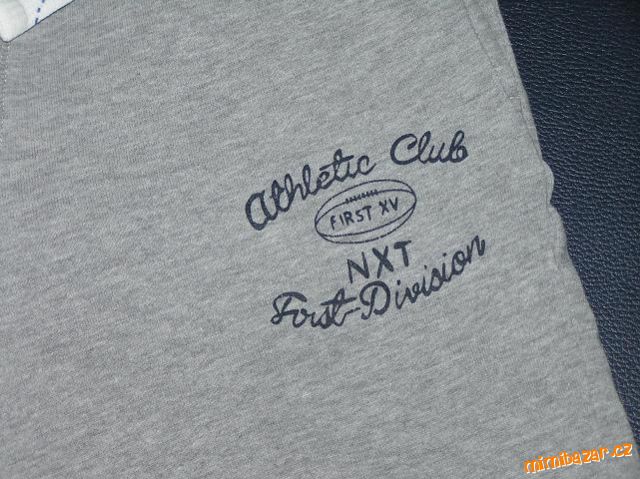 Athletic Club
FIRST XV
NXT
First-Division
mimibazar.cz